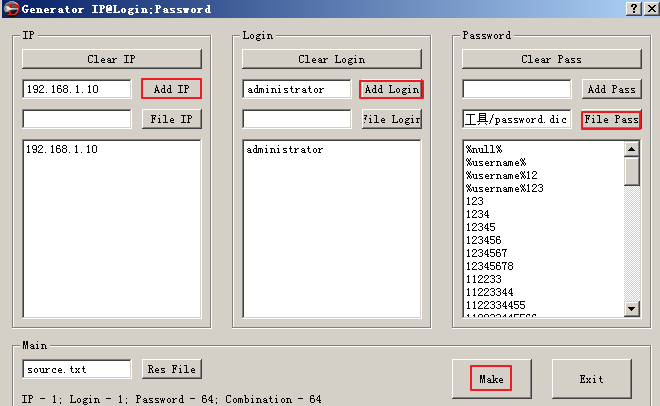 Generator IP@Login;Password
IP
Clear IP
192.168.1.10
Add IP
File IP
192.168.1.10
Login
Clear Login
administrator
Add Login
File Login
administrator
Password
Clear Pass
Add Pass
工具/password.dic
File Pass
%null%
%username%
%username%12
%username%123
123
1234
12345
123456
1234567
12345678
112233
11223344
1122334455
112233445566
Main
source.txt
Res File
Make
Exit
IP - 1; Login - 1; Password - 64; Combination - 64